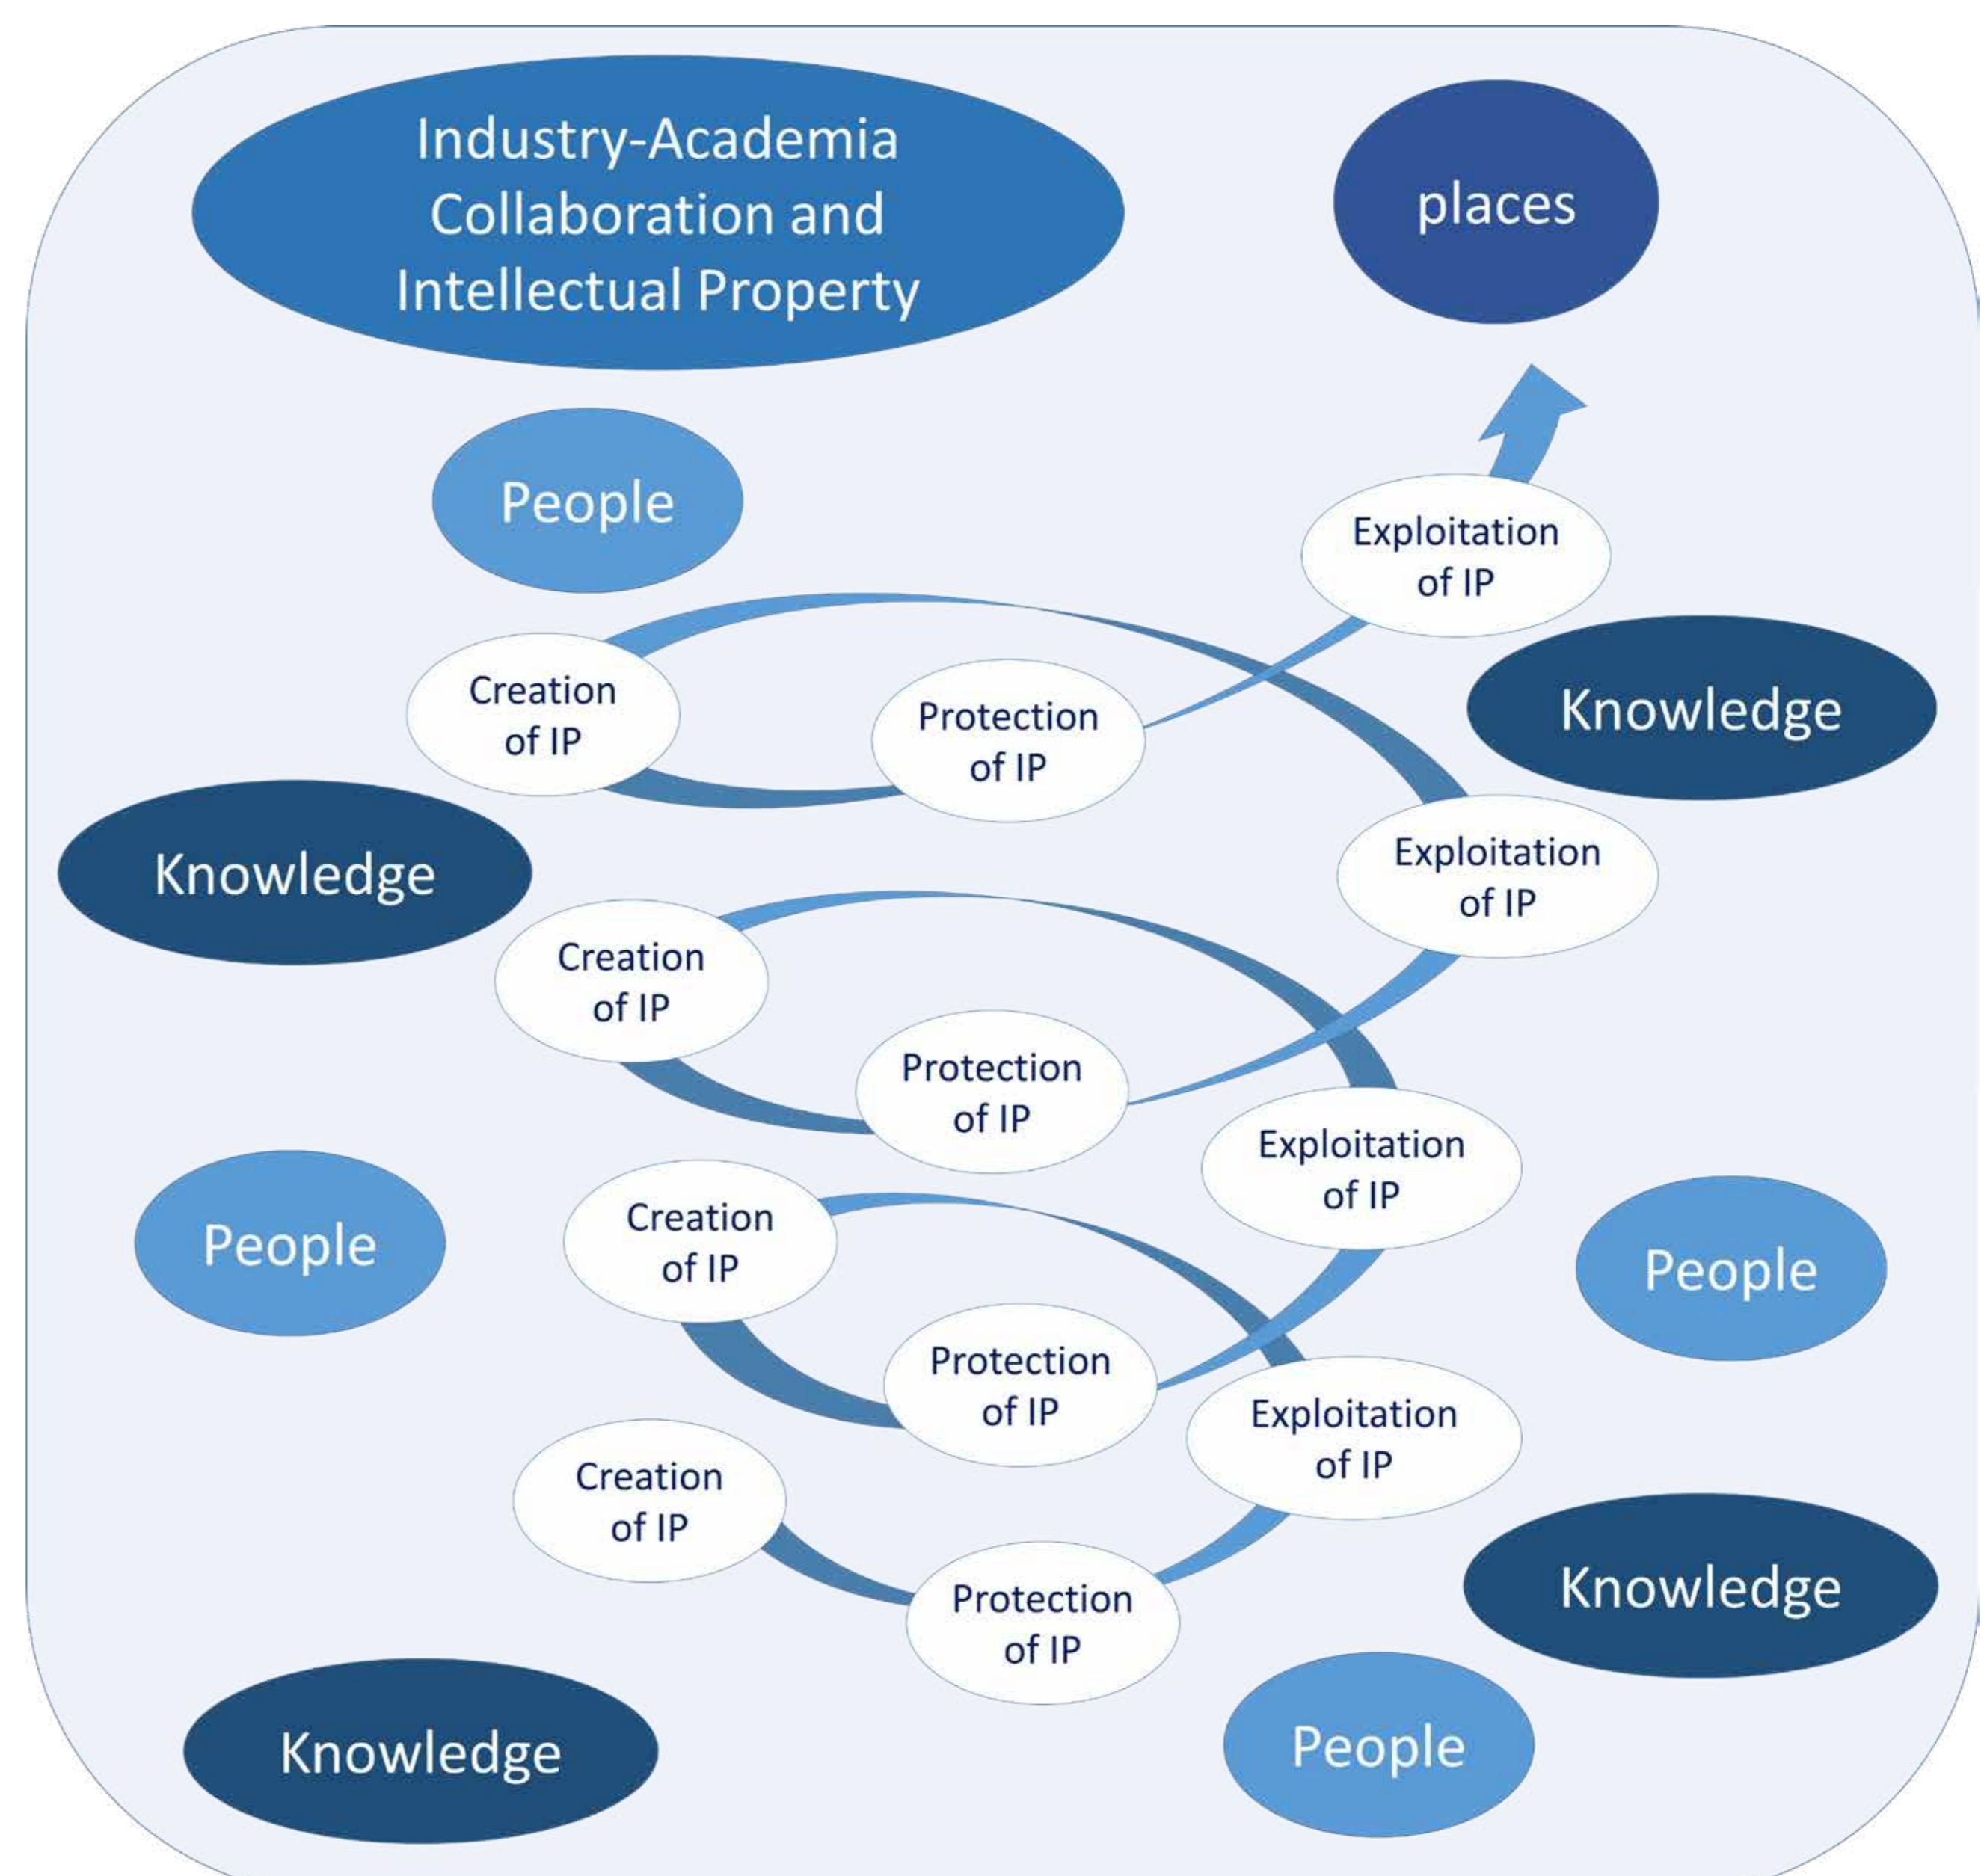 Industry-Academia
Collaboration and
Intellectual Property
places
People
Exploitation
of IP
Creation
of IP
Protection
of IP
Knowledge
Knowledge
Exploitation
of IP
Creation
of IP
Protection
of IP
Exploitation
of IP
People
Creation
of IP
People
Protection
of IP
Exploitation
of IP
Creation
of IP
Protection
of IP
Knowledge
Knowledge
People